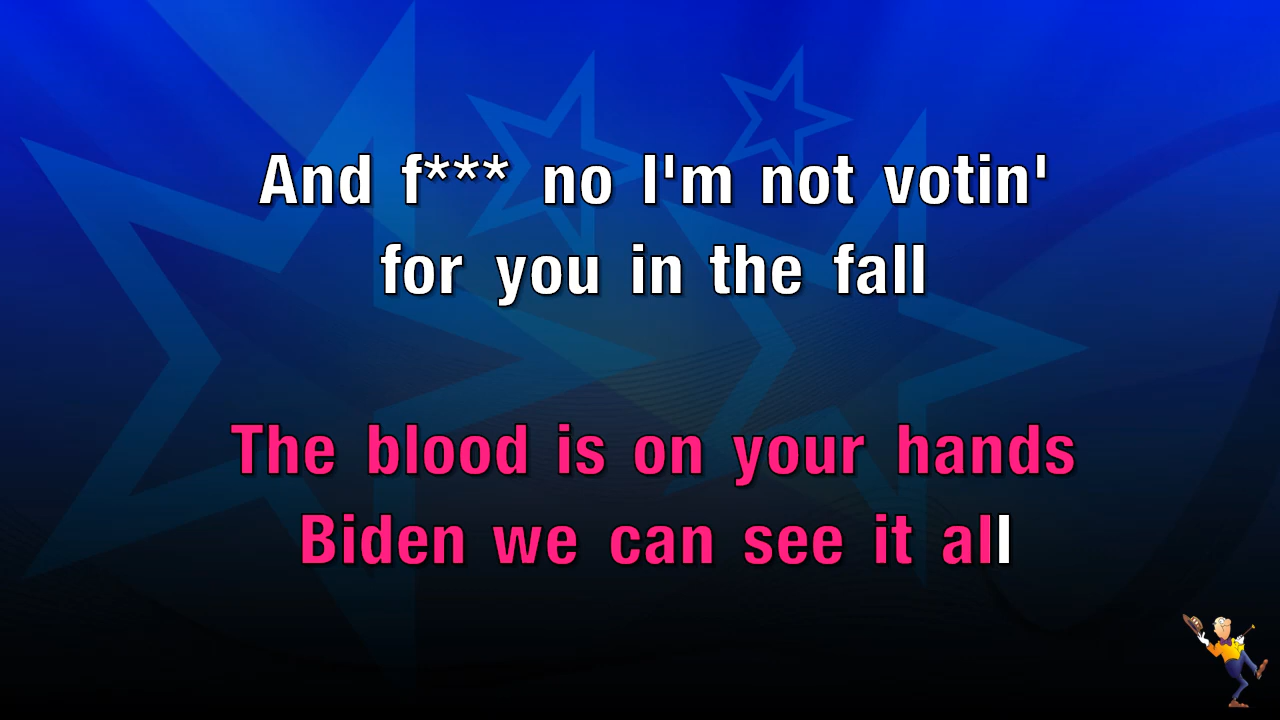 And f*** no I'm not votin'
for you in the fall
The blood is on your hands
Biden we can see it all